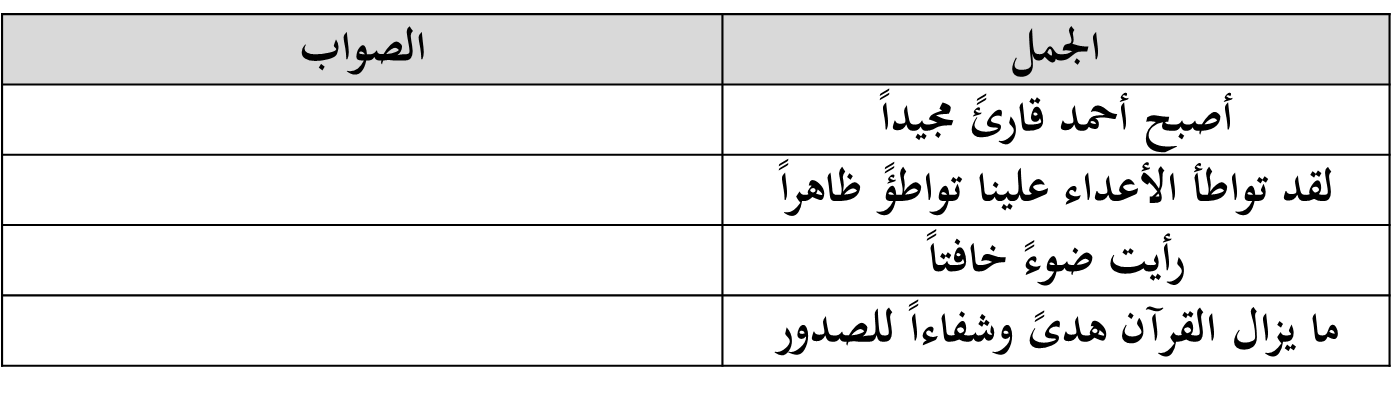 الجمل
الصواب
أصبح أحمد قارئً مجيداً
لقد تواطأ الأعداء علينا تواطؤً ظاهراً
رأيت ضوءً خافتاً
ما يزال القرآن هدىً وشفاءاً للصدور